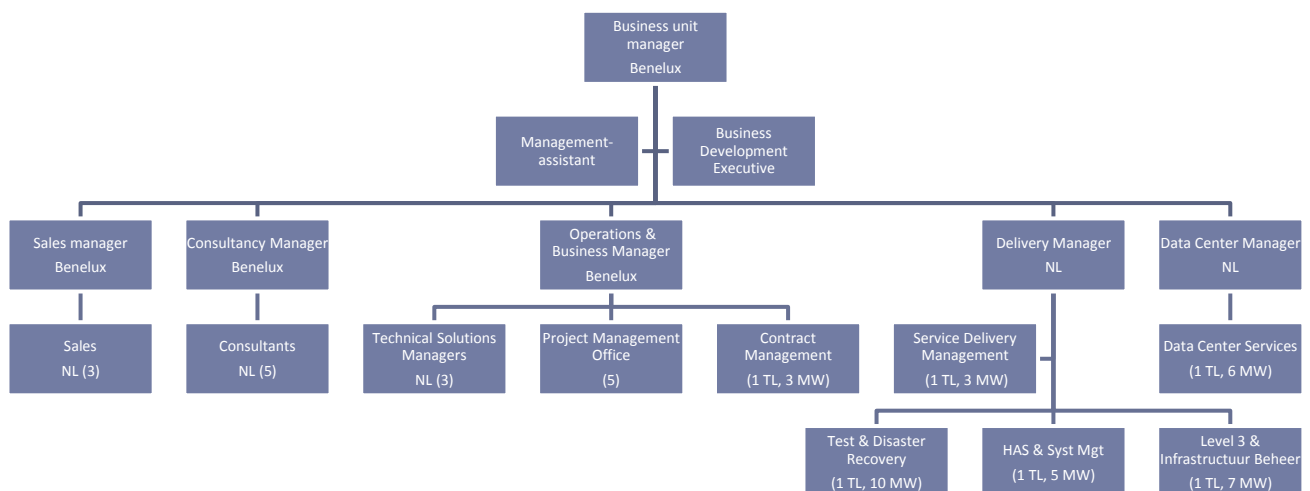 Business unit
manager
Benelux
Management-
assistant
Business
Development
Executive
Sales manager
Benelux
Consultancy Manager
Benelux
Operations &
Business Manager
Benelux
Delivery Manager
NL
Data Center Manager
NL
Sales
NL (3)
Consultants
NL (5)
Technical Solutions
Managers
NL (3)
Project Management
Office
(5)
Contract
Management
(1 TL, 3 MW)
Service Delivery
Management
(1 TL, 3 MW)
Data Center Services
(1 TL, 6 MW)
Test & Disaster
Recovery
(1 TL, 10 MW)
HAS & Syst Mgt
(1 TL, 5 MW)
Level 3 &
Infrastructuur Beheer
(1 TL, 7 MW)